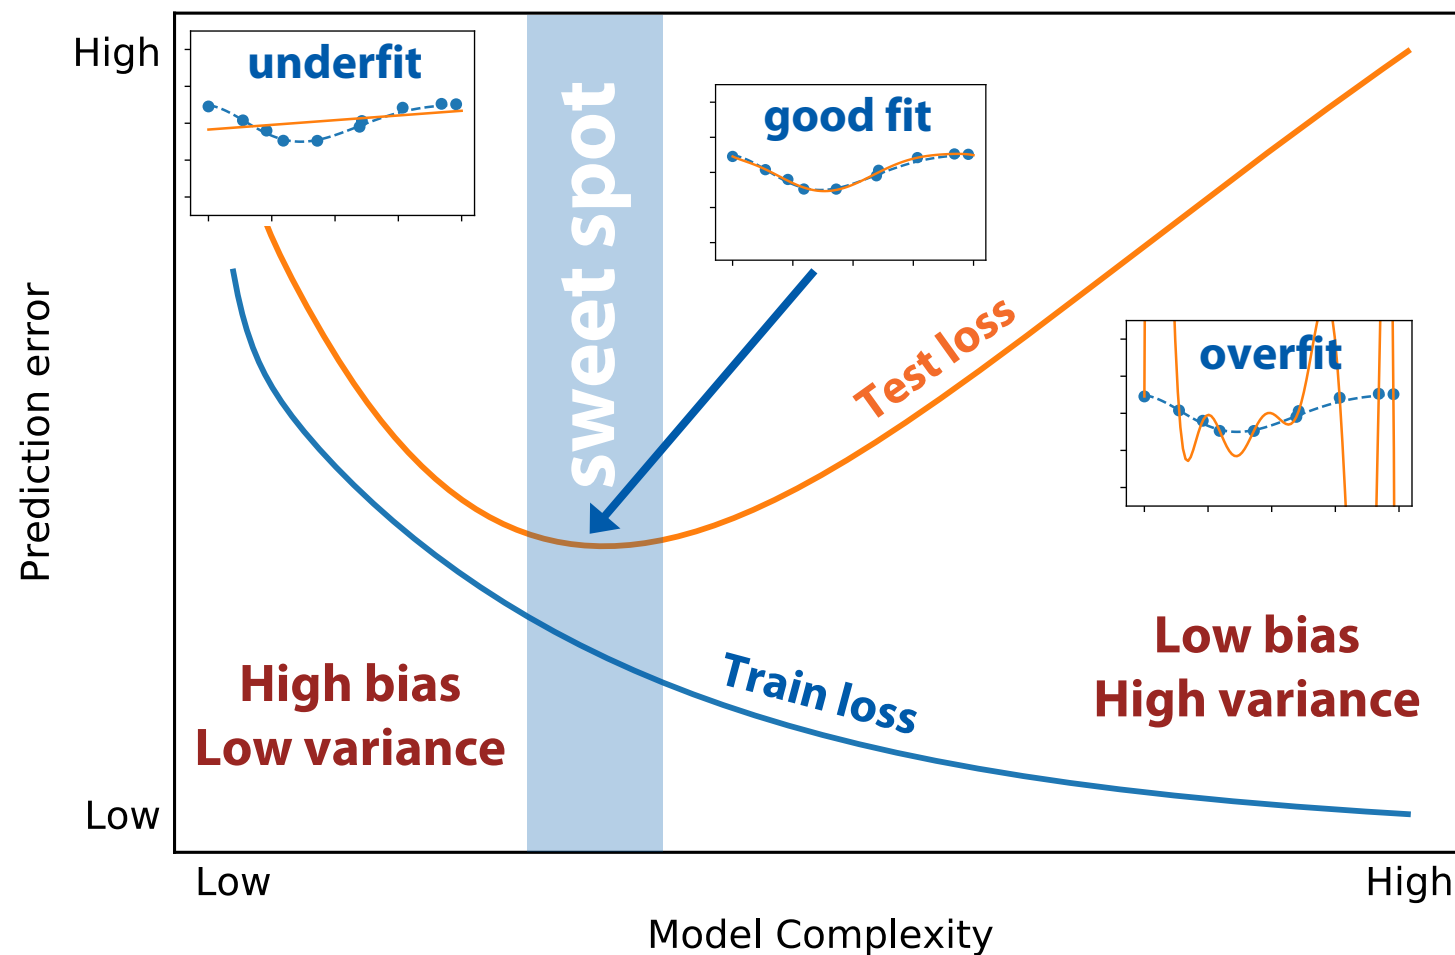 High
underfit
sweet spot
good fit
Prediction error
Test loss
overfit
High bias
Low variance
Train loss
Low bias
High variance
Low
Low
High
Model Complexity